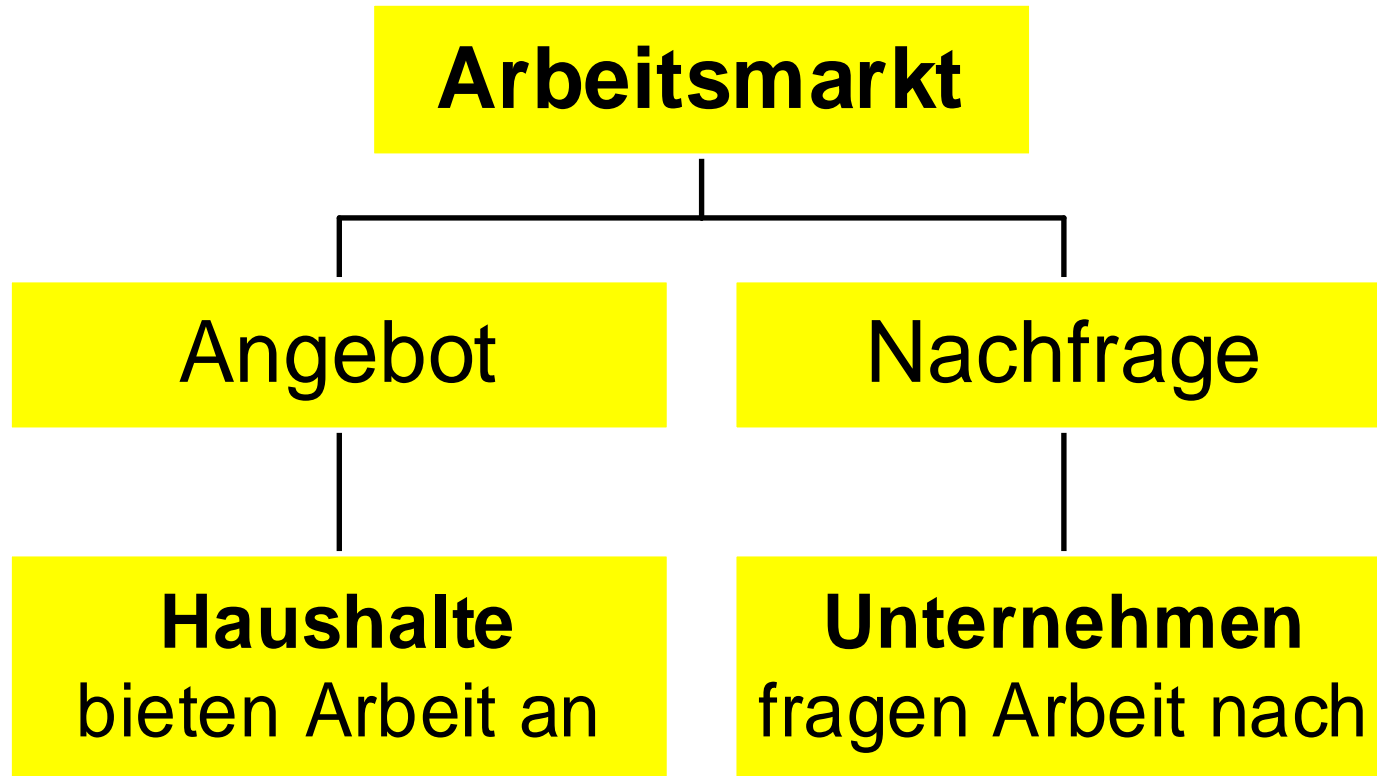 Arbeitsmarkt
Angebot
Nachfrage
Haushalte
bieten Arbeit an
Unternehmen
fragen Arbeit nach